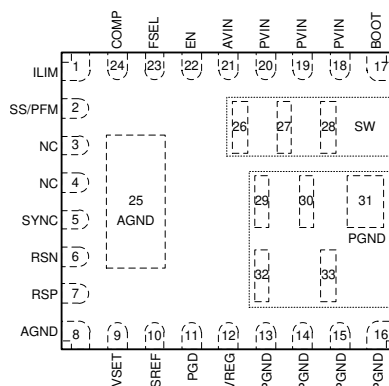 COMP
FSEL
EN
AVIN
PVIN
PVIN
PVIN
BOOT
24
23
22
21
20
19
18
17
ILIM 1
SS/PFM 2
NC 3
NC 4
SYNC 5
RSN 6
RSP 7
AGND 8
26
27
28
SW
25
AGND
29
30
31
PGND
32
33
9
10
11
12
13
14
15
16
VSET
PGD